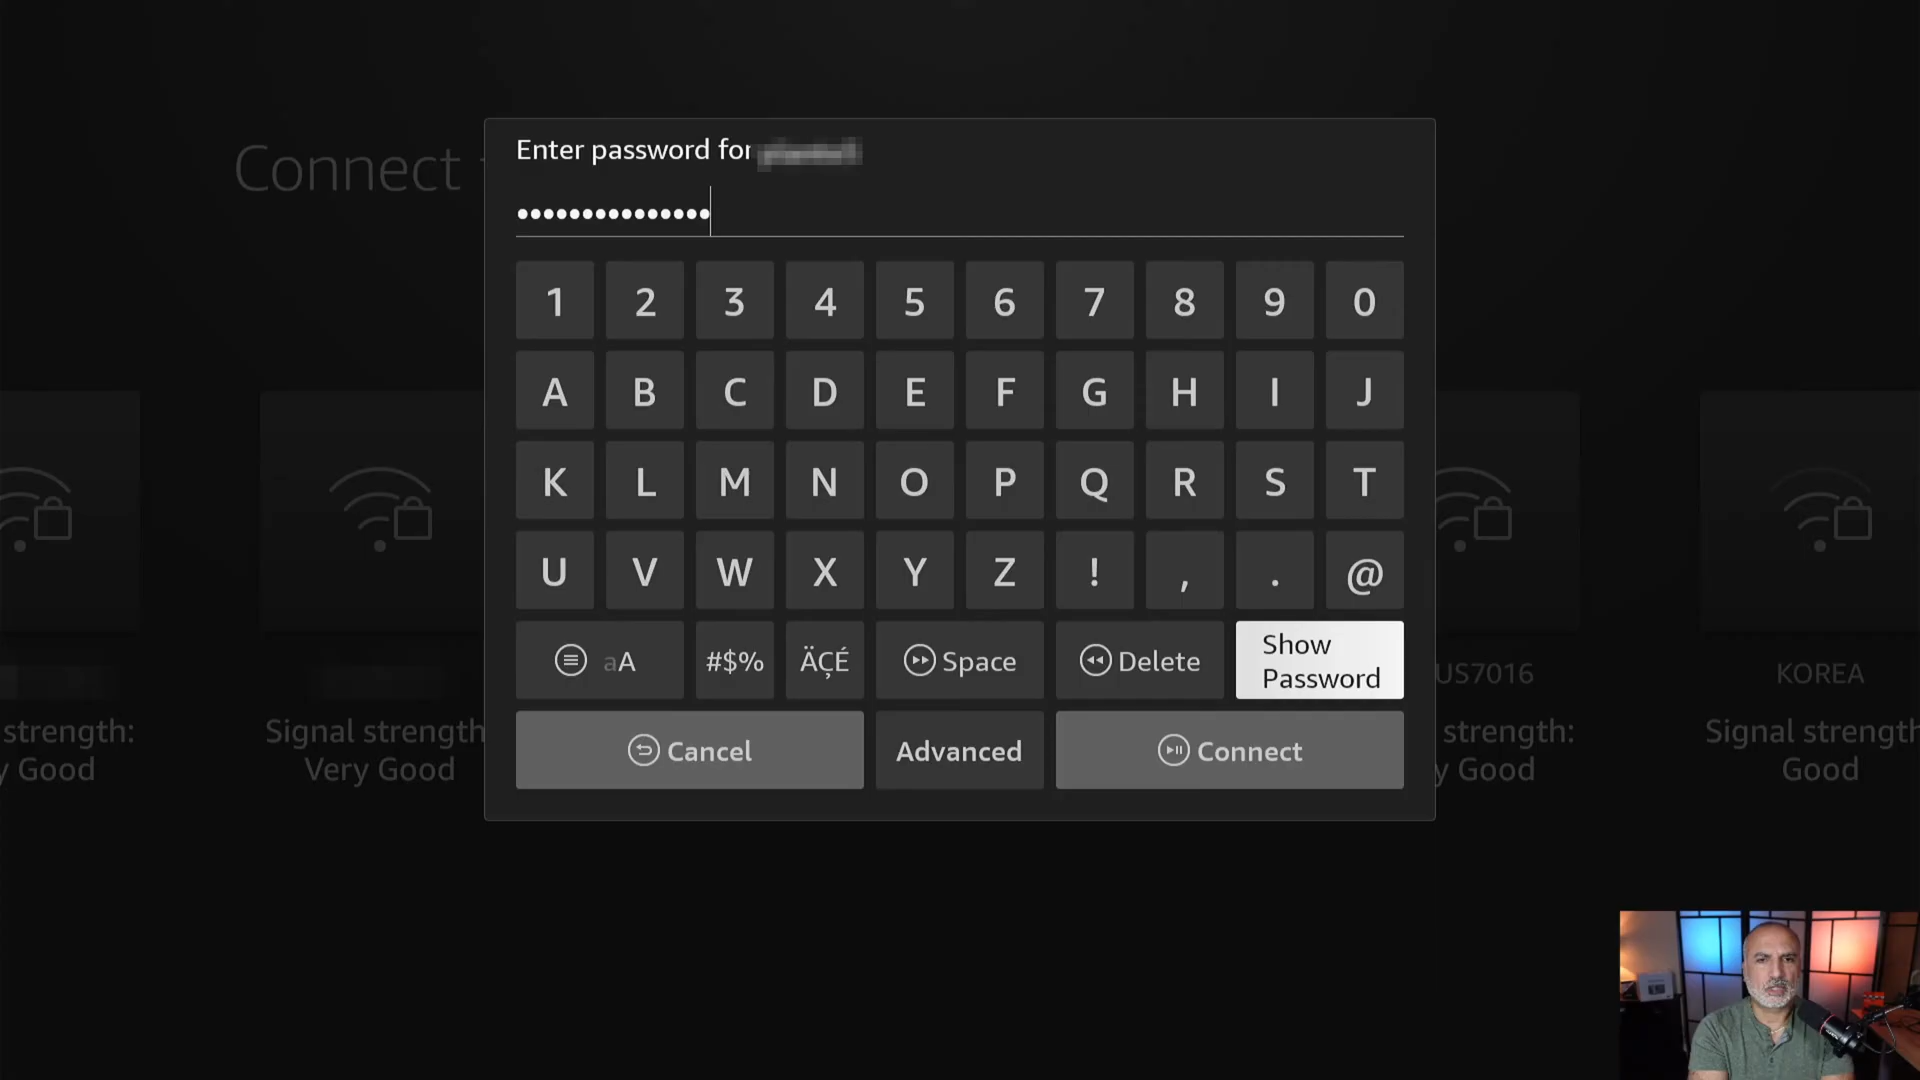 Connect
Enter password for
•••••••••••••••
1 2 3 4 5 6 7 8 9 0
A B C D E F G H I J
K L M N O P Q R S T
U V W X Y Z ! , . @
aA #$% ÄÇÉ Space Delete Show Password
Cancel Advanced Connect
strength:
Good
Signal strength
Very Good
US7016
strength:
Good
KOREA
Signal strength
Good